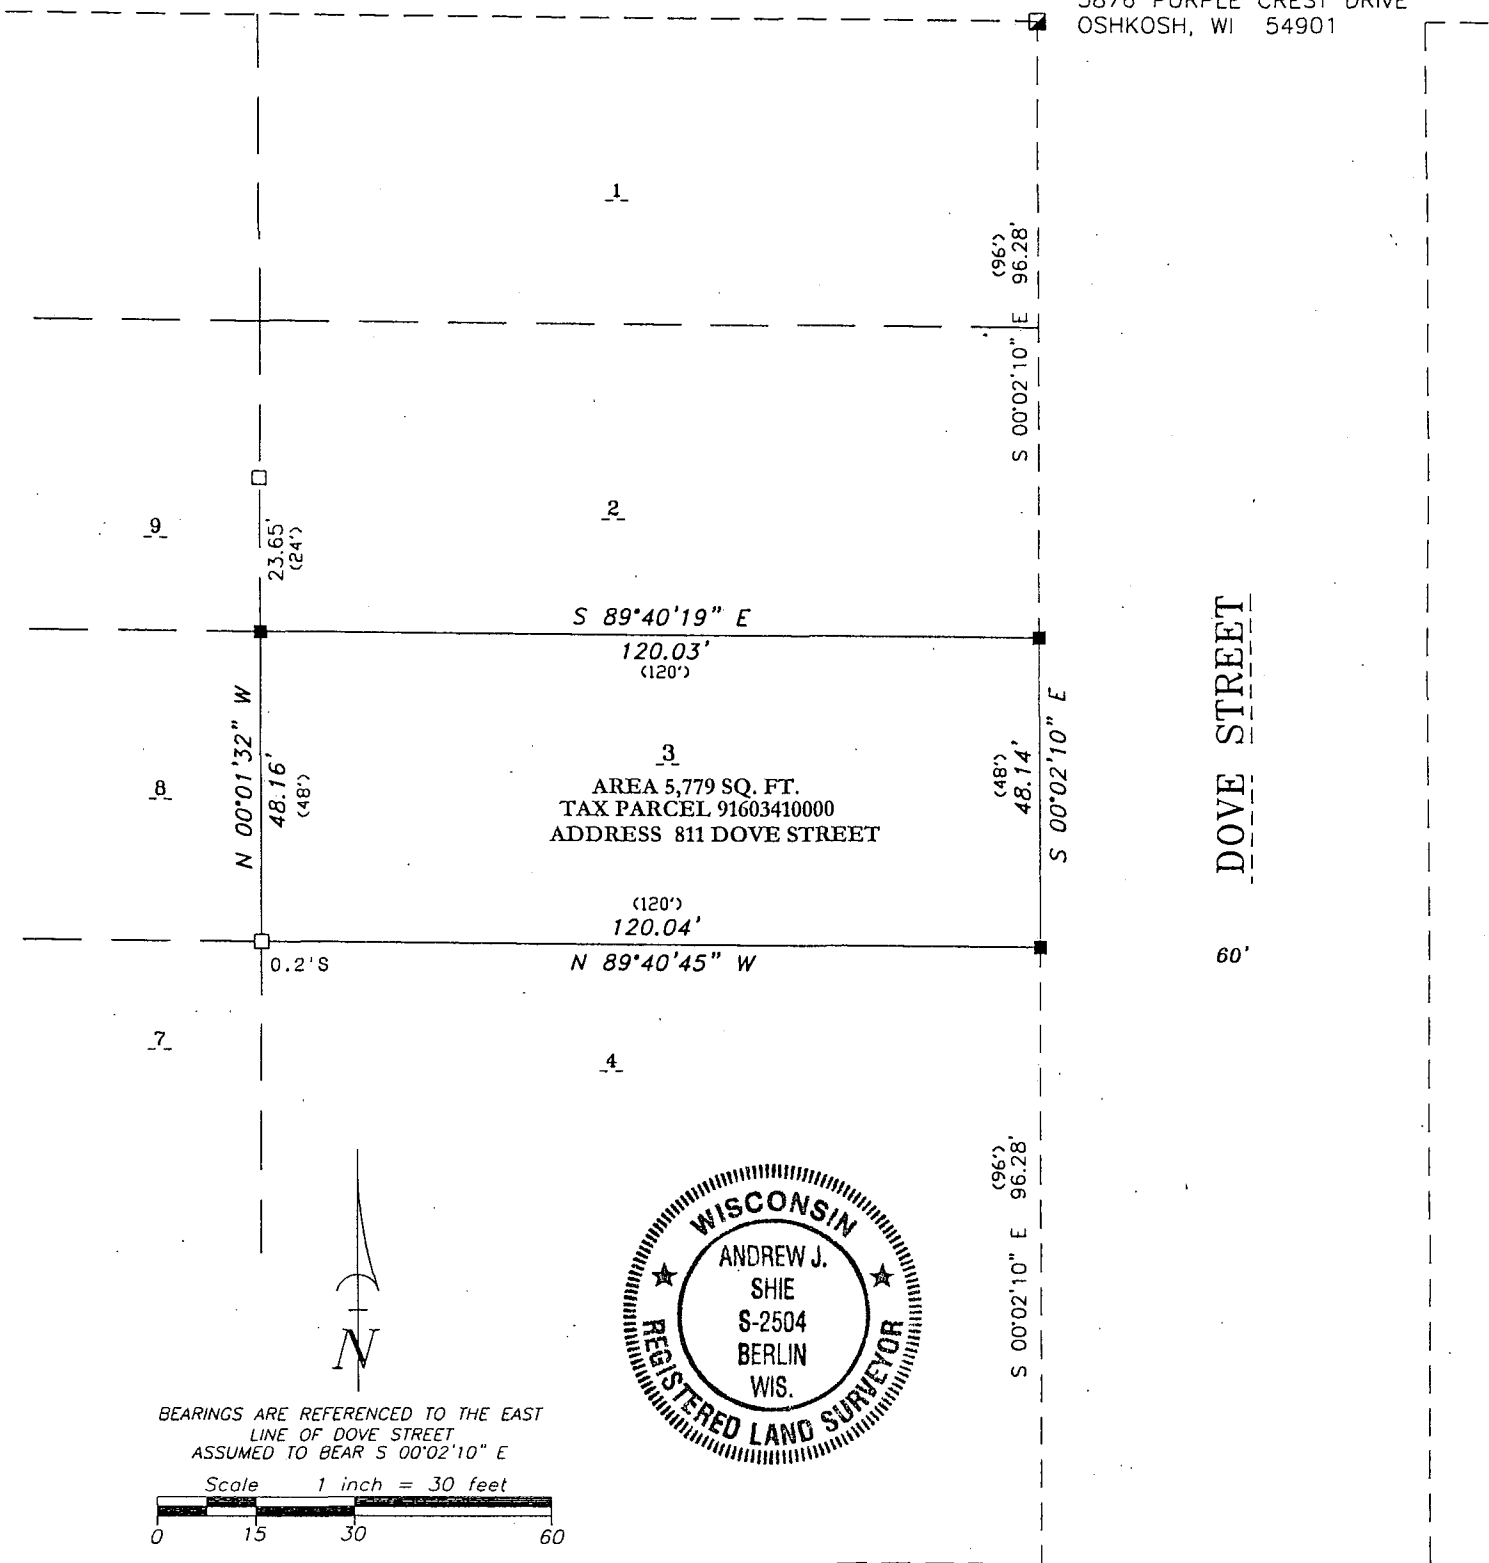 OSHKOSH, WI 54901
1
(96')
96.28'
S 00°02'10" E
9
23.65'
(24')
2
S 89°40'19" E
120.03'
(120')
N 00°01'32" W
48.16'
(48')
8
3
AREA 5,779 SQ. FT.
TAX PARCEL 91603410000
ADDRESS 811 DOVE STREET
(48')
48.14'
S 00°02'10" E
DOVE STREET
60'
(120')
120.04'
N 89°40'45" W
0.2'S
7
4
(96')
96.28'
S 00°02'10" E
N
WISCONSIN
ANDREW J.
SHIE
S-2504
BERLIN
WIS.
REGISTERED LAND SURVEYOR
BEARINGS ARE REFERENCED TO THE EAST
LINE OF DOVE STREET
ASSUMED TO BEAR S 00°02'10" E
Scale 1 inch = 30 feet
0 15 30 60